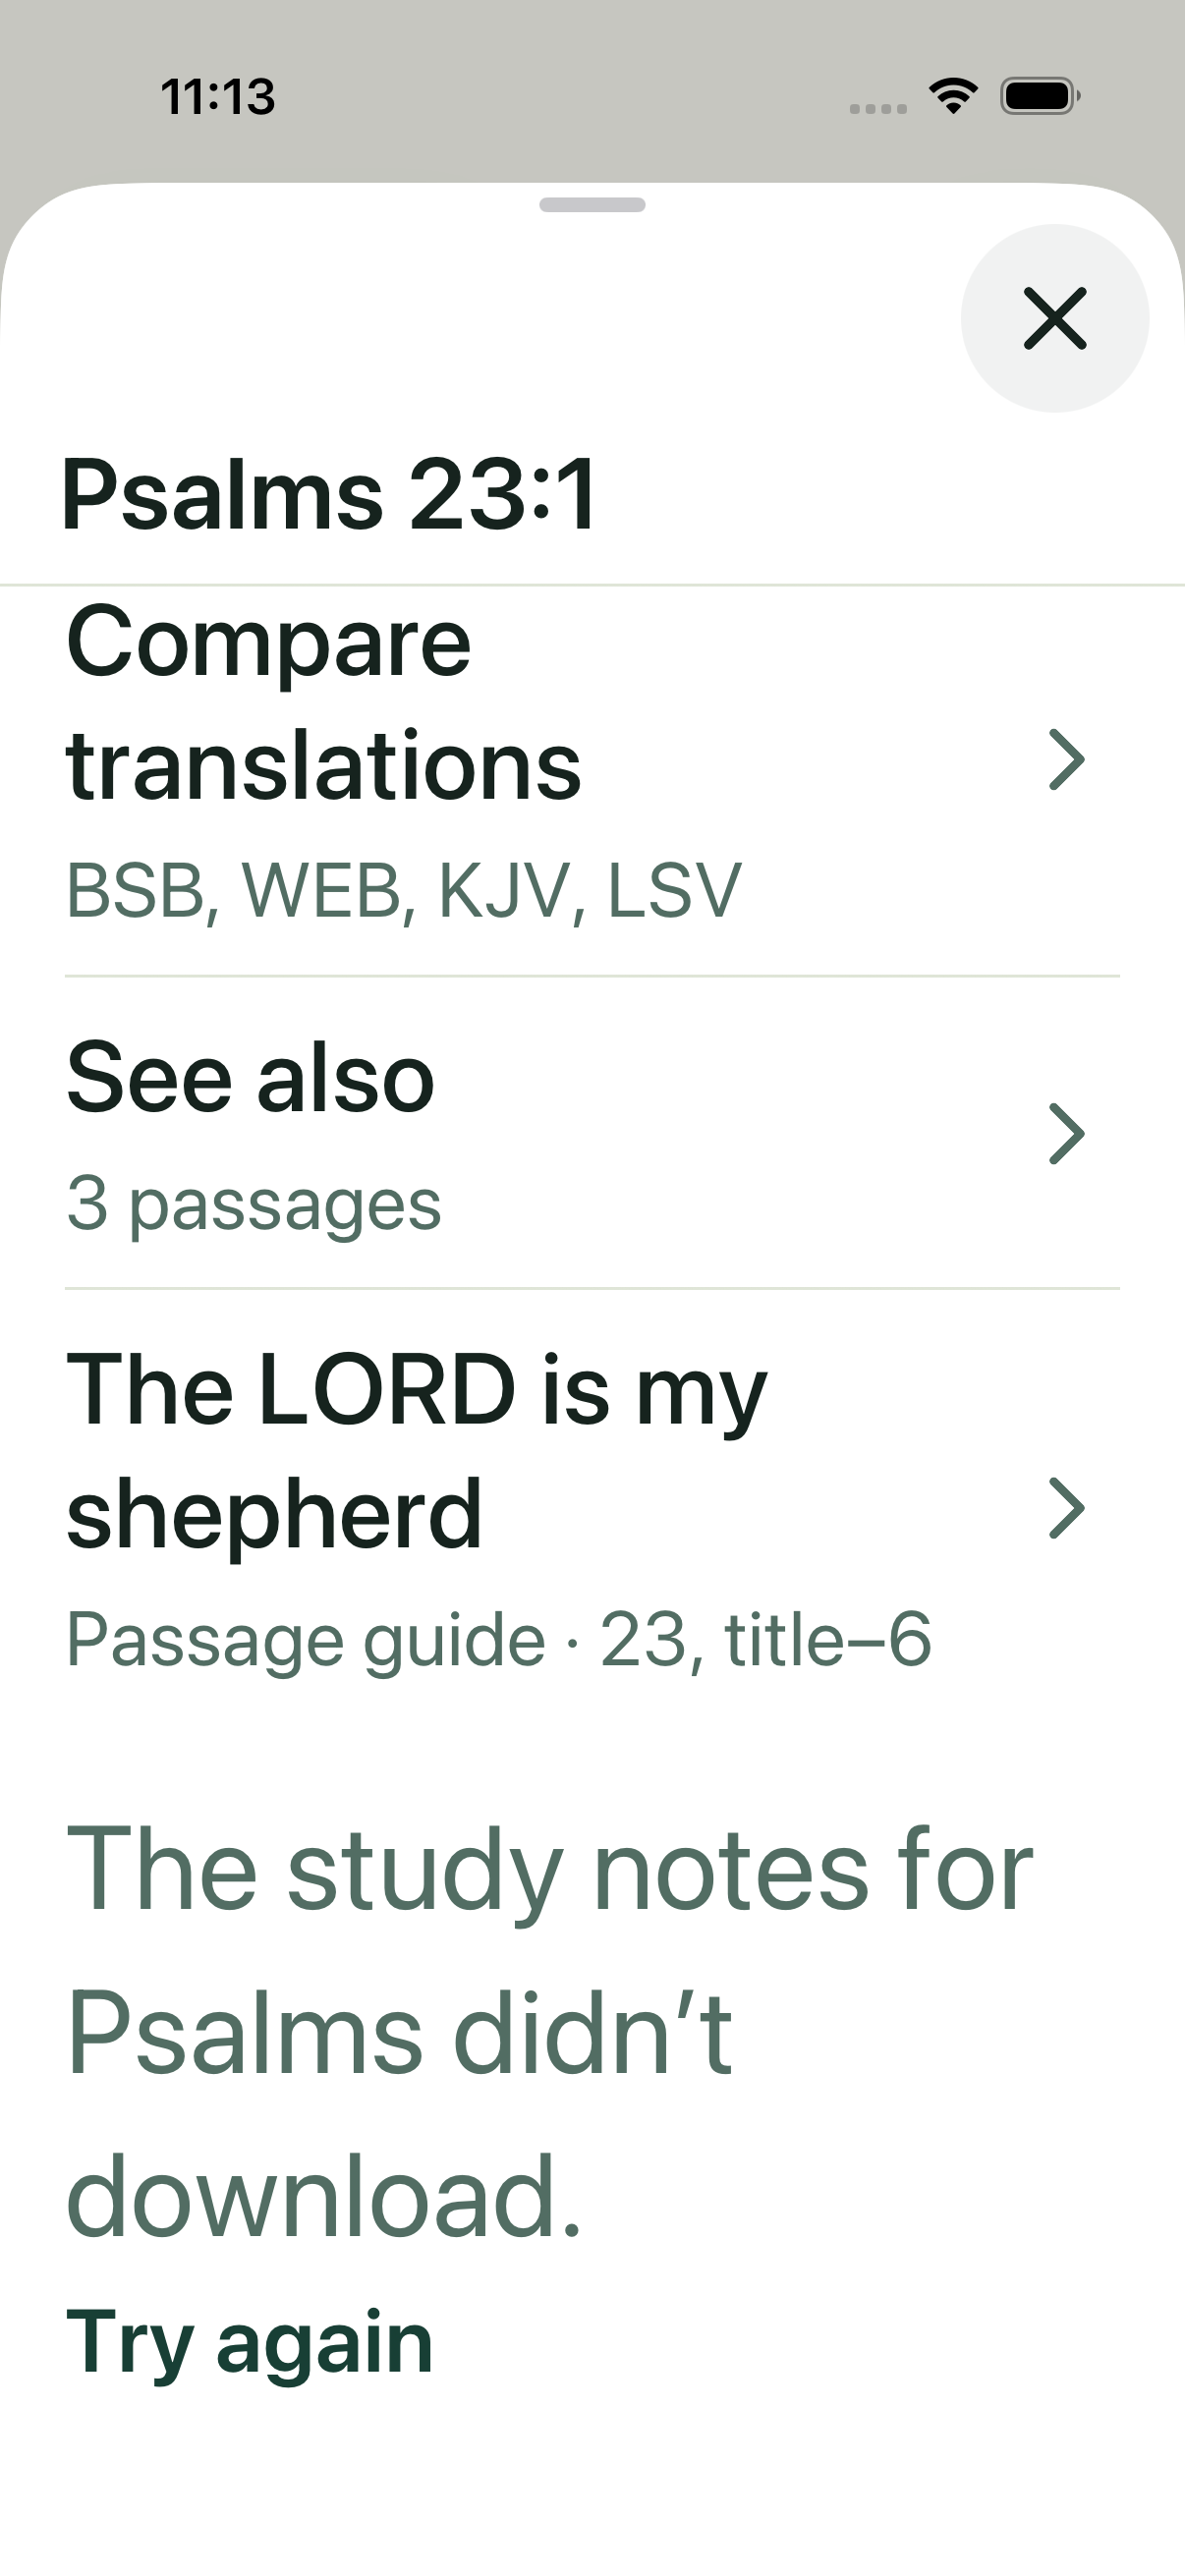 11:13
Psalms 23:1
Compare
translations
BSB, WEB, KJV, LSV
See also
3 passages
The LORD is my
shepherd
Passage guide · 23, title–6
The study notes for
Psalms didn’t
download.
Try again